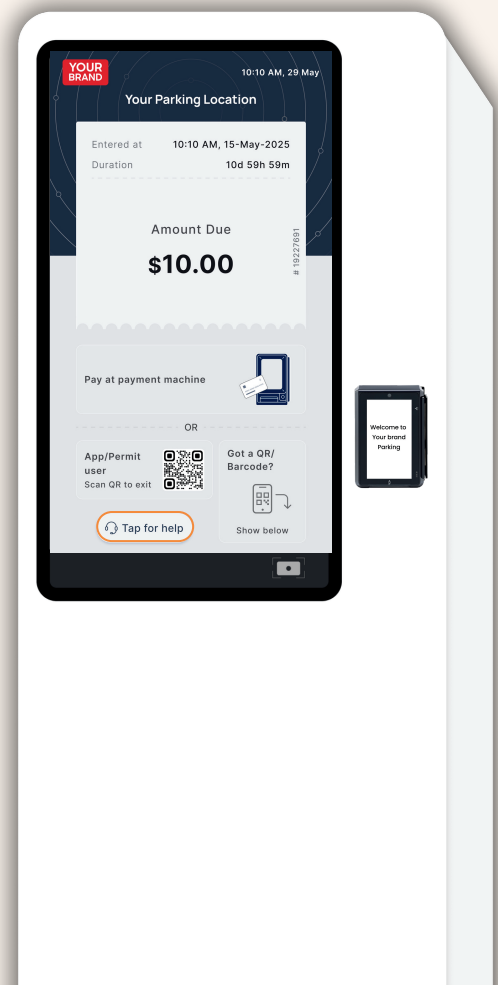 YOUR
BRAND
10:10 AM, 29 May
Your Parking Location
Entered at 10:10 AM, 15-May-2025
Duration 10d 59h 59m
Amount Due
$10.00
# 19227691
Pay at payment machine
OR
App/Permit
user
Scan QR to exit
Got a QR/
Barcode?
Show below
Tap for help
Welcome to
Your brand
Parking